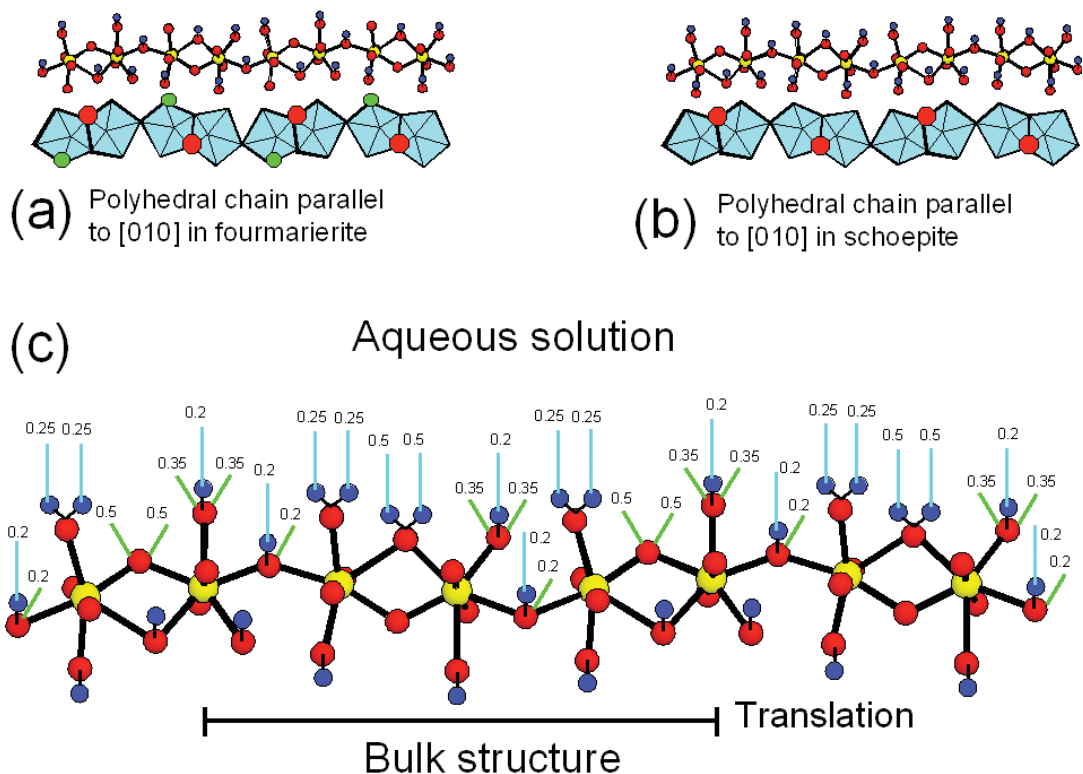 (a) Polyhedral chain parallel
to [010] in fourmarierite
(b) Polyhedral chain parallel
to [010] in schoepite
(c) Aqueous solution
0.25 0.25 0.2 0.25 0.25 0.2 0.25 0.25 0.2 0.25 0.25 0.2
0.5 0.5 0.5 0.5
0.35 0.35 0.2 0.35 0.35 0.35 0.35 0.2 0.35 0.35
0.5 0.5 0.5 0.5
0.2 0.2 0.2 0.2 0.2 0.2
0.2 0.2
Translation
Bulk structure